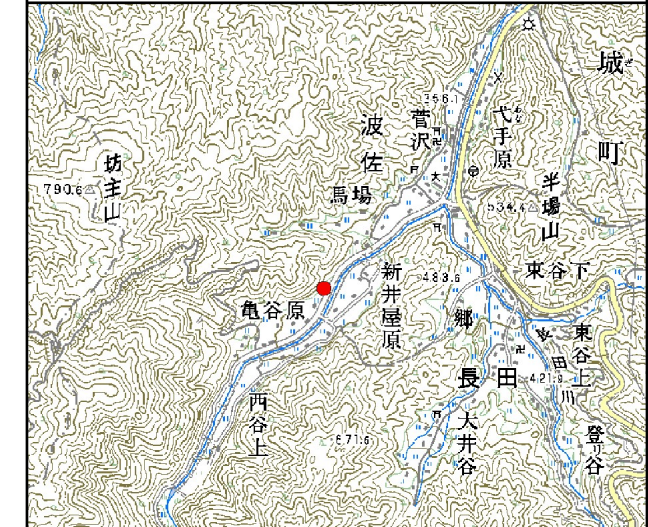 城
町
356.1
波佐
菅沢
弋手原
坊主山
790.6
馬場
半場山
534.4
新井屋原
483.6
東谷下
亀谷原
郷
長田
長田川
東谷上
421.9
西谷上
671.6
大井谷
登り谷